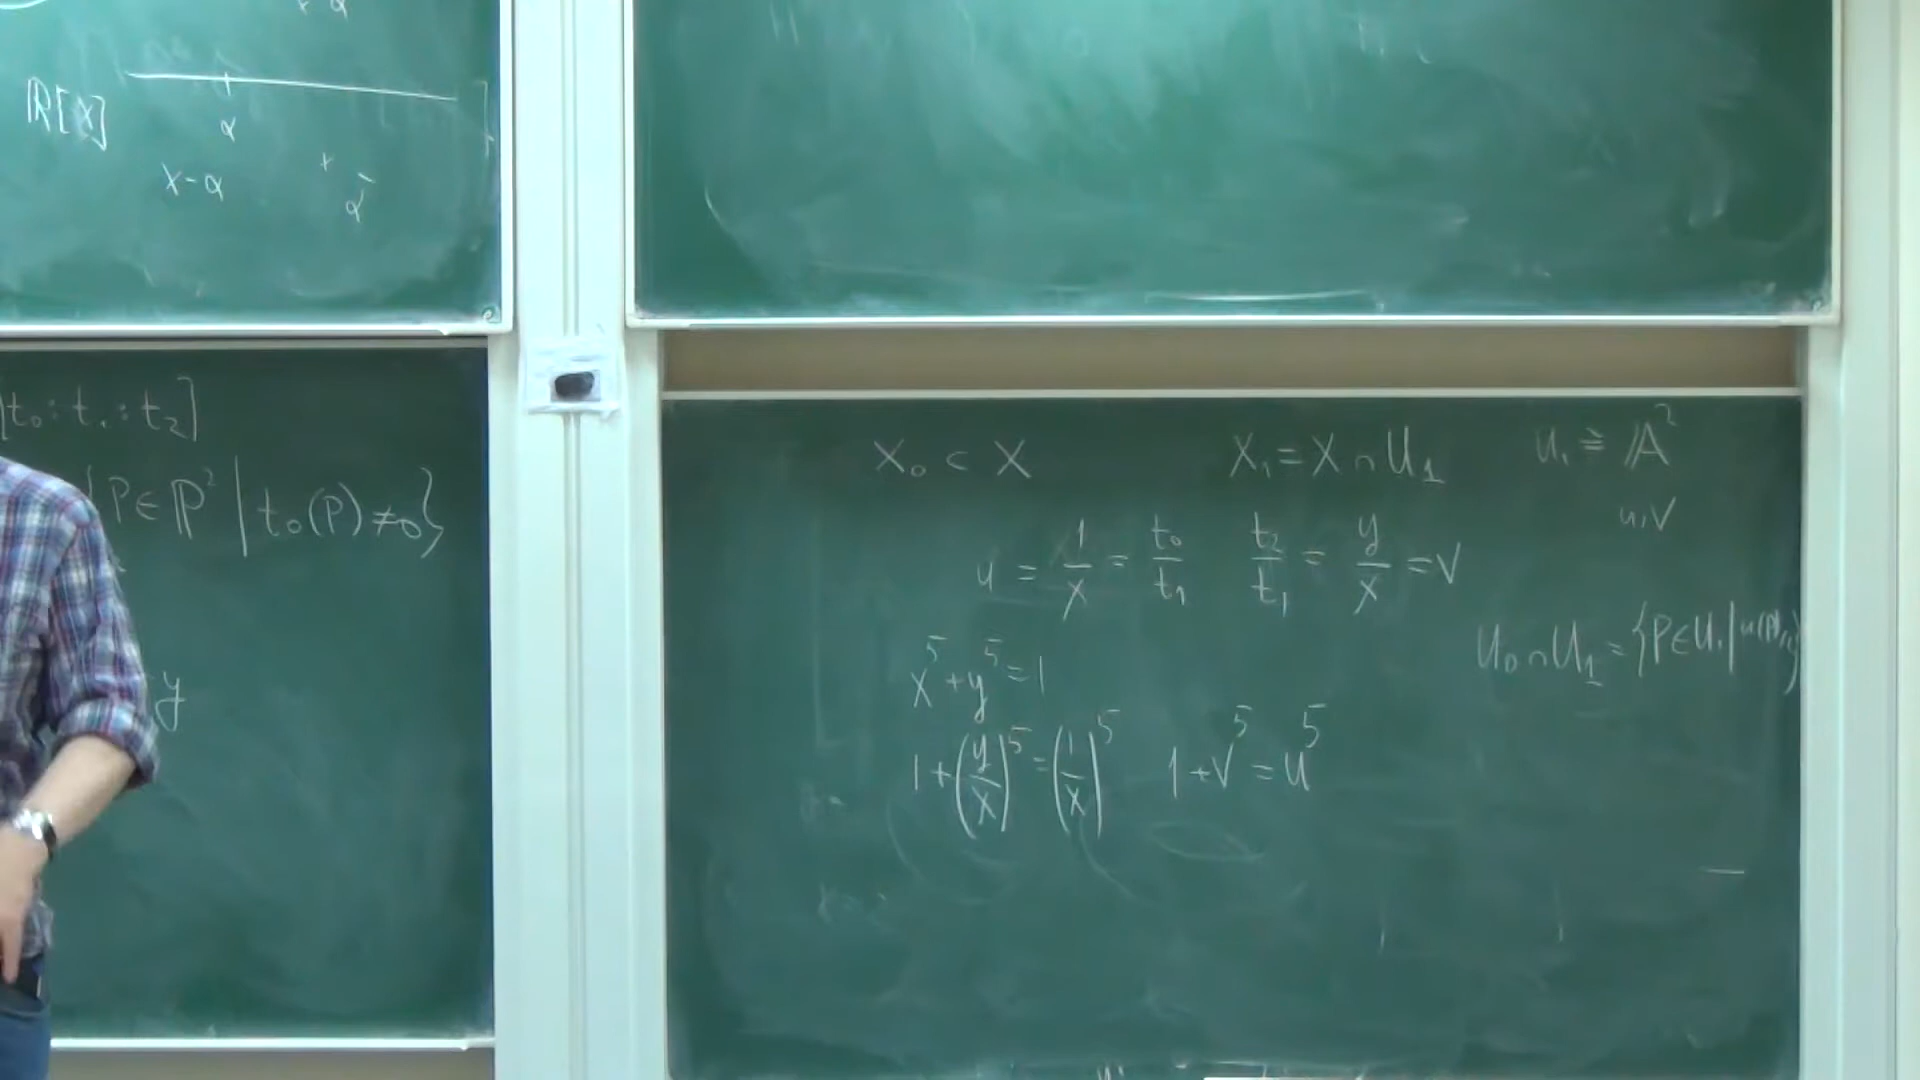 ℝ[x]
α
x-α
+
α⁻
[t₀:t₁:t₂]
{P∈ℙ² | t₀(P)≠0}
y
X₀ ⊂ X
X₁ = X ∩ U₁
U₁ ≅ 𝔸²
u,v
u = 1/x = t₀/t₁
t₂/t₁ = y/x = v
U₀∩U₁ = {P∈U₁ | u(P)≠0}
x⁵+y⁵=1
1+(y/x)⁵=(1/x)⁵
1+v⁵=u⁵